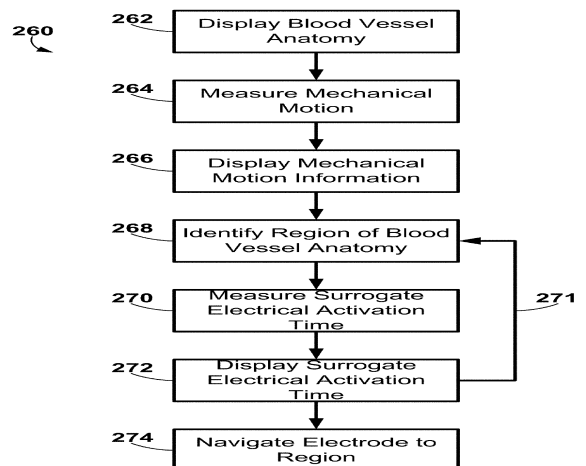 260
262
Display Blood Vessel
Anatomy
264
Measure Mechanical
Motion
266
Display Mechanical
Motion Information
268
Identify Region of Blood
Vessel Anatomy
270
Measure Surrogate
Electrical Activation
Time
271
272
Display Surrogate
Electrical Activation
Time
274
Navigate Electrode to
Region